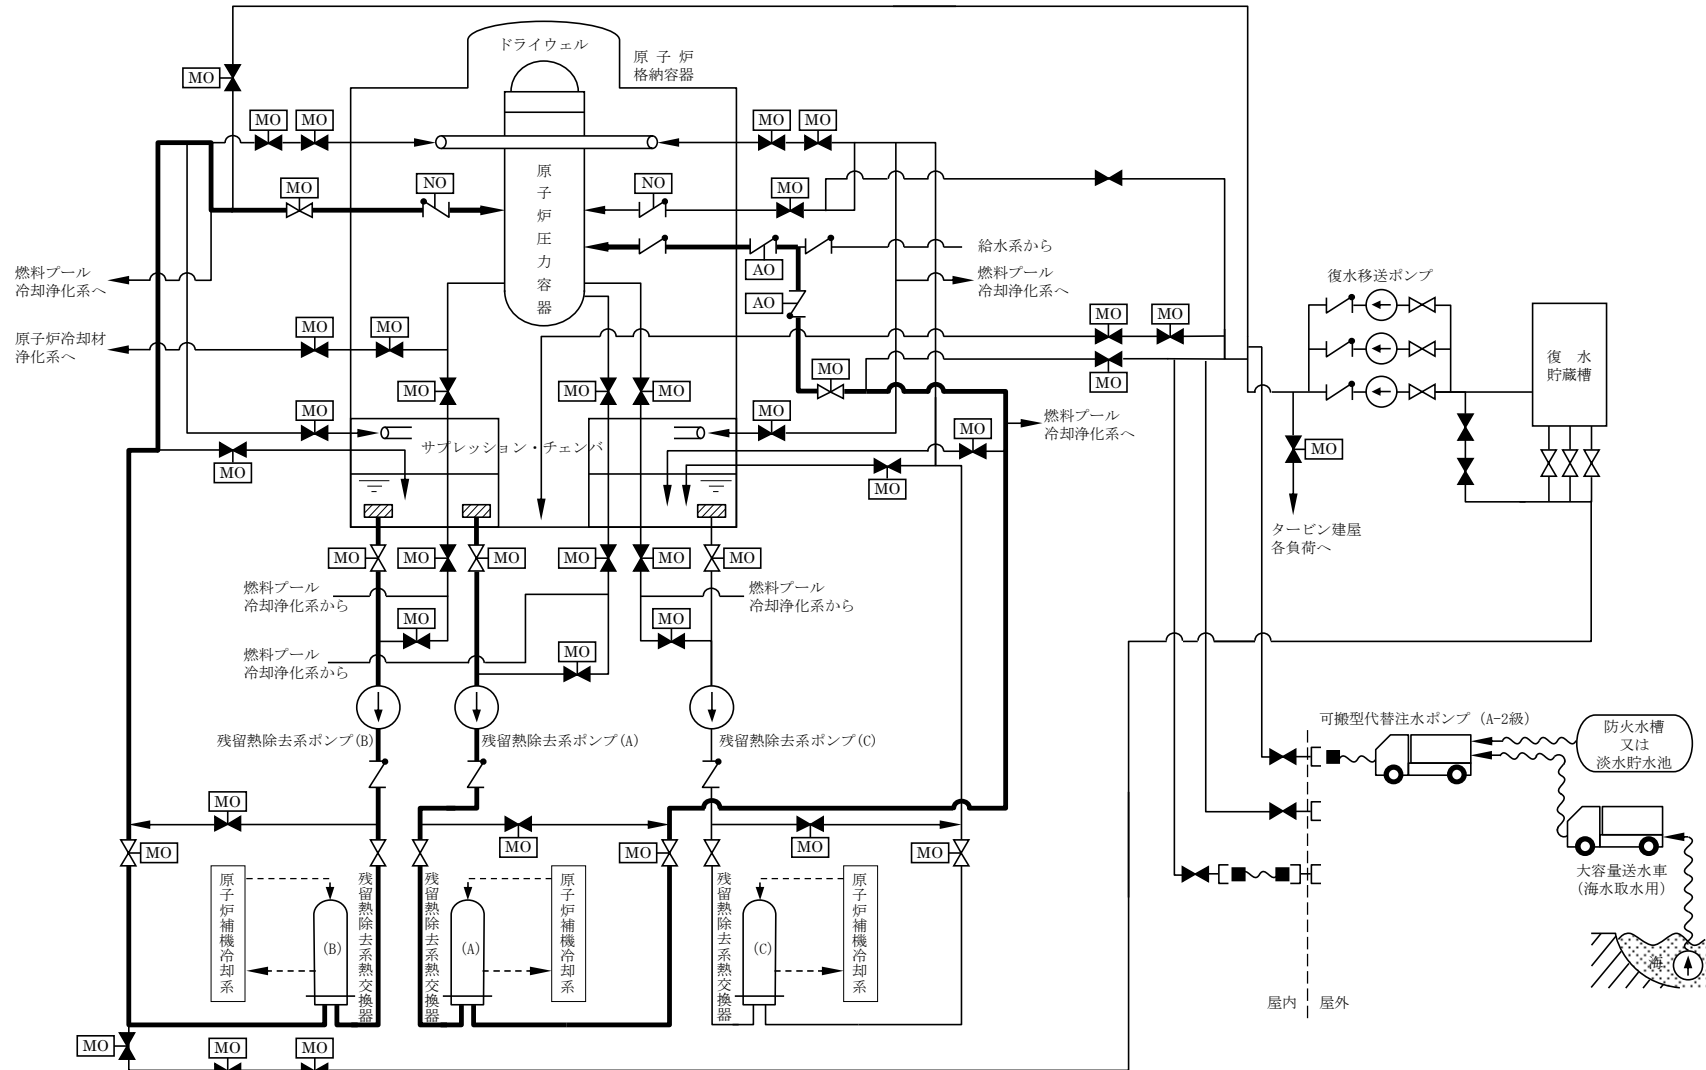 ドライウェル
原 子 炉
格納容器
MO
MO
MO
MO
MO
MO
NO
NO
MO
原子炉圧力容器
燃料プール
冷却浄化系へ
給水系から
AO
燃料プール
冷却浄化系へ
AO
復水移送ポンプ
原子炉冷却材
浄化系へ
MO
MO
MO
MO
MO
MO
MO
MO
MO
MO
復 水
貯蔵槽
MO
MO
MO
サプレッション・チェンバ
燃料プール
冷却浄化系へ
MO
MO
MO
MO
タービン建屋
各負荷へ
MO
MO
MO
MO
MO
MO
燃料プール
冷却浄化系から
燃料プール
冷却浄化系から
MO
MO
燃料プール
冷却浄化系から
MO
残留熱除去系ポンプ(B)
残留熱除去系ポンプ(A)
残留熱除去系ポンプ(C)
可搬型代替注水ポンプ (A-2級)
防火水槽
又は
淡水貯水池
MO
MO
MO
MO
MO
MO
大容量送水車
(海水取水用)
原子炉補機冷却系
(B)
残留熱除去系熱交換器
残留熱除去系熱交換器
(A)
原子炉補機冷却系
残留熱除去系熱交換器
(C)
原子炉補機冷却系
海
屋内
屋外
MO
MO
MO